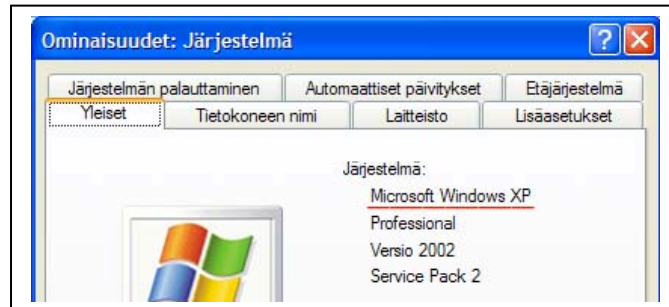 Ominaisuudet: Järjestelmä
Järjestelmän palauttaminen Automaattiset päivitykset Etäjärjestelmä
Yleiset Tietokoneen nimi Laitteisto Lisäasetukset
Järjestelmä:
Microsoft Windows XP
Professional
Versio 2002
Service Pack 2